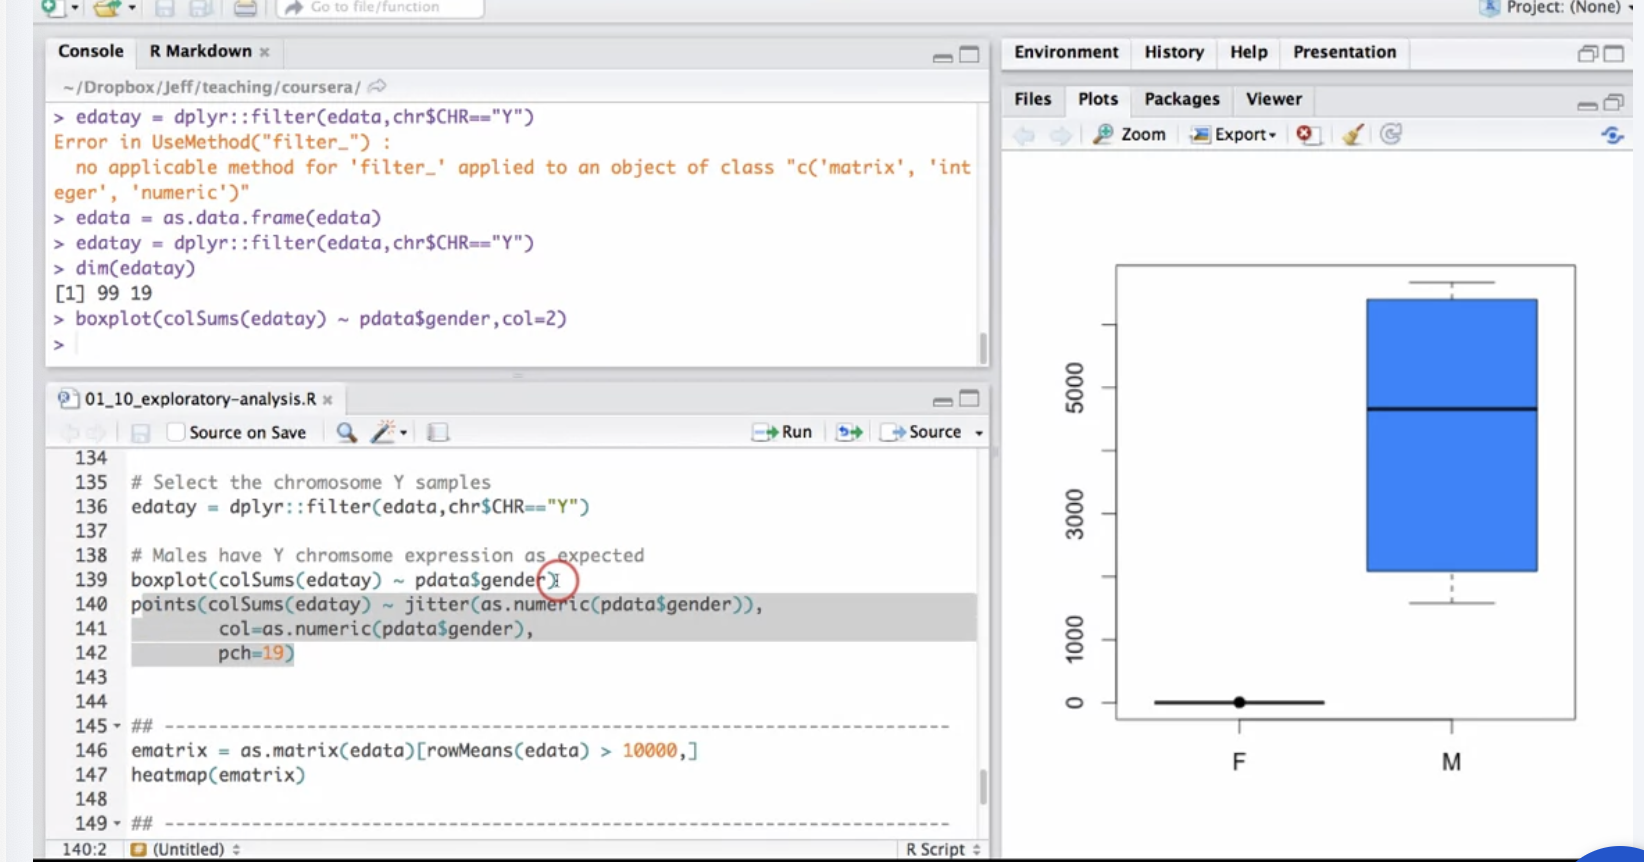 Go to file/function
Project: (None)
Console
R Markdown
Environment
History
Help
Presentation
~/Dropbox/Jeff/teaching/coursera/
> edatay = dplyr::filter(edata,chr$CHR=="Y")
Error in UseMethod("filter_") :
  no applicable method for 'filter_' applied to an object of class "c('matrix', 'int
eger', 'numeric')"
> edata = as.data.frame(edata)
> edatay = dplyr::filter(edata,chr$CHR=="Y")
> dim(edatay)
[1] 99 19
> boxplot(colSums(edatay) ~ pdata$gender,col=2)
>
Files
Plots
Packages
Viewer
Zoom
Export
5000
3000
1000
0
F
M
01_10_exploratory-analysis.R
Source on Save
Run
Source
134
135 # Select the chromosome Y samples
136 edatay = dplyr::filter(edata,chr$CHR=="Y")
137
138 # Males have Y chromsome expression as expected
139 boxplot(colSums(edatay) ~ pdata$gender)
140 points(colSums(edatay) ~ jitter(as.numeric(pdata$gender)),
141         col=as.numeric(pdata$gender),
142         pch=19)
143
144
145 ## ------------------------------------------------------------------------
146 ematrix = as.matrix(edata)[rowMeans(edata) > 10000,]
147 heatmap(ematrix)
148
149 ## ------------------------------------------------------------------------
140:2
(Untitled)
R Script